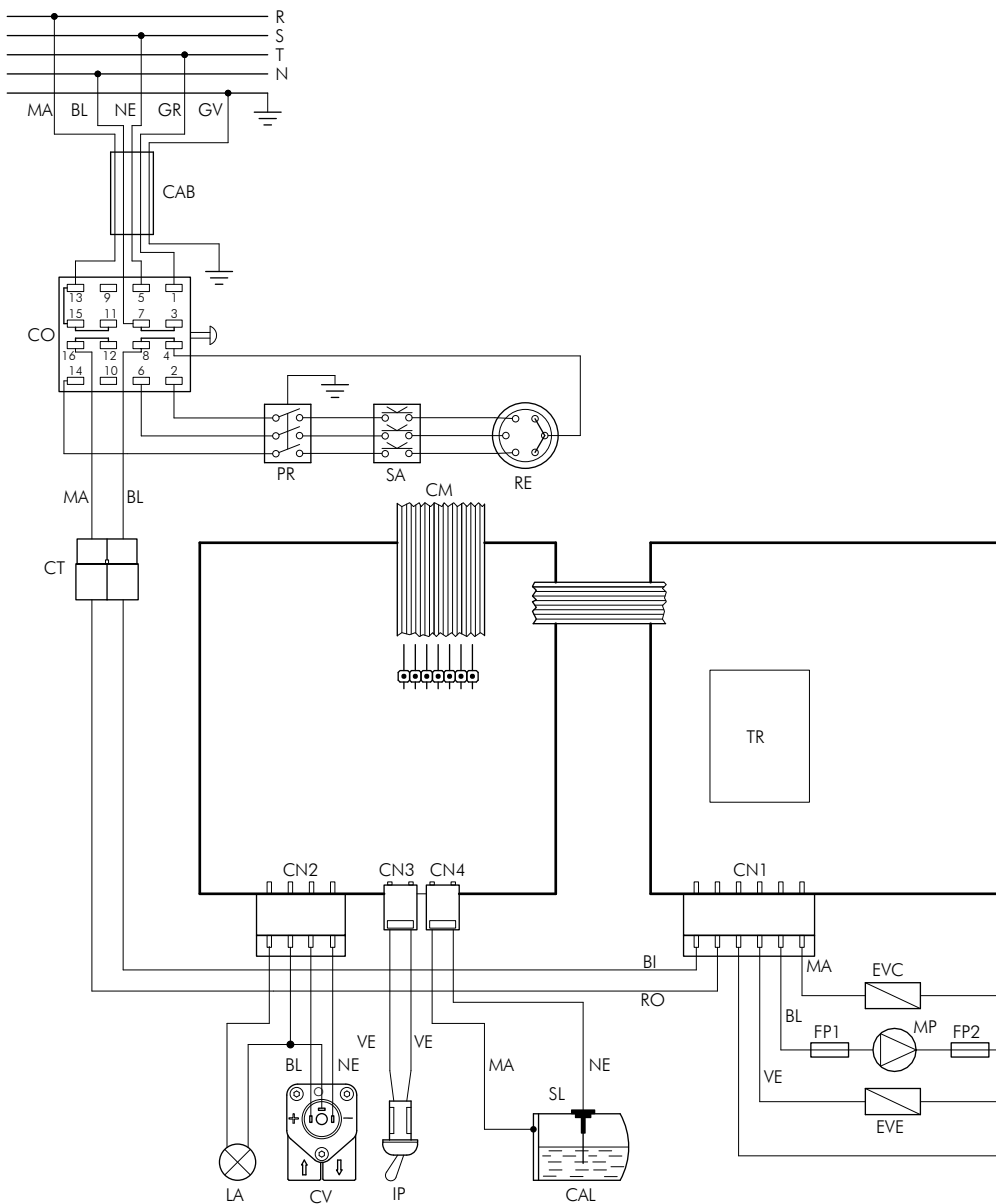 R
S
T
N
MA BL NE GR GV
CAB
13 9 5 1
15 11 7 3
CO
16 12 8 4
14 10 6 2
PR SA RE
MA BL
CM
CT
TR
CN2 CN3 CN4 CN1
BI
RO
MA
EVC
BL
FP1 MP FP2
VE VE
BL NE
MA NE
VE
SL
+ −
EVE
LA CV IP CAL